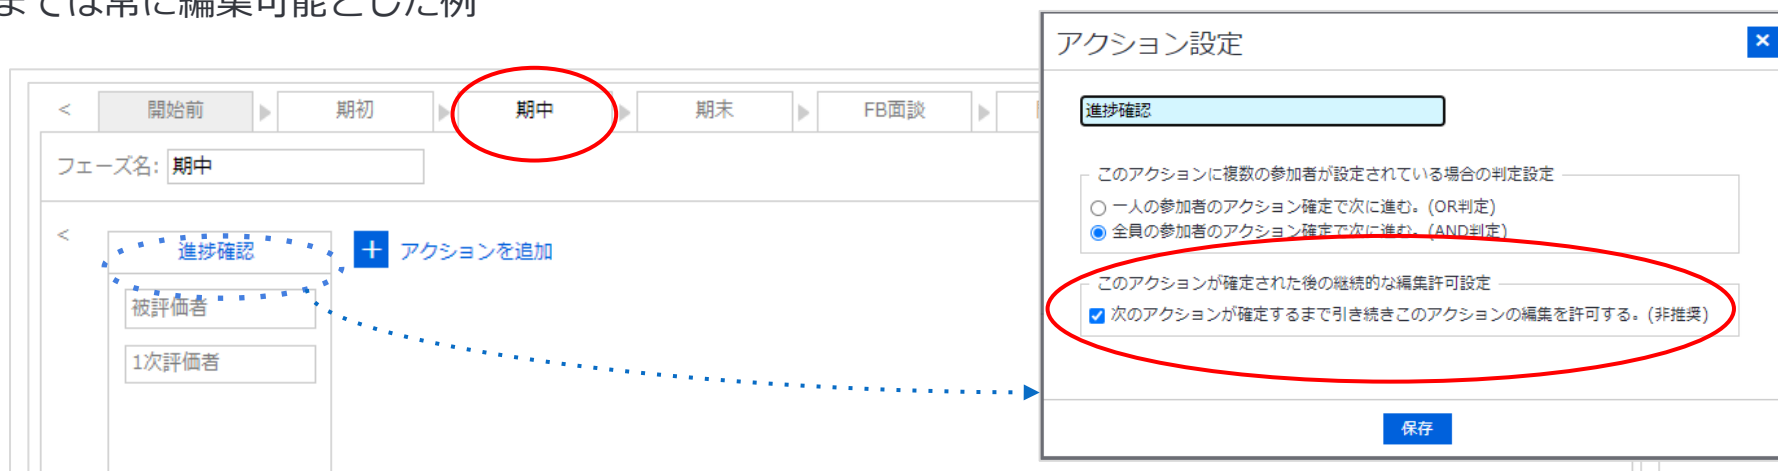 までは常に編集可能とした例
アクション設定
<
開始前
期初
期中
期末
FB面談
フェーズ名:
期中
進捗確認
このアクションに複数の参加者が設定されている場合の判定設定
一人の参加者のアクション確定で次に進む。(OR判定)
全員の参加者のアクション確定で次に進む。(AND判定)
<
進捗確認
+ アクションを追加
被評価者
1次評価者
このアクションが確定された後の継続的な編集許可設定
次のアクションが確定するまで引き続きこのアクションの編集を許可する。(非推奨)
保存